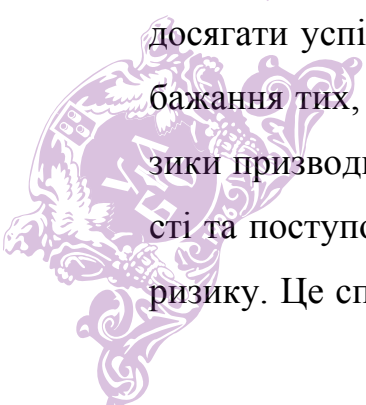 досягати успі
бажання тих,
зики призводи
сті та поступо
ризику. Це сп